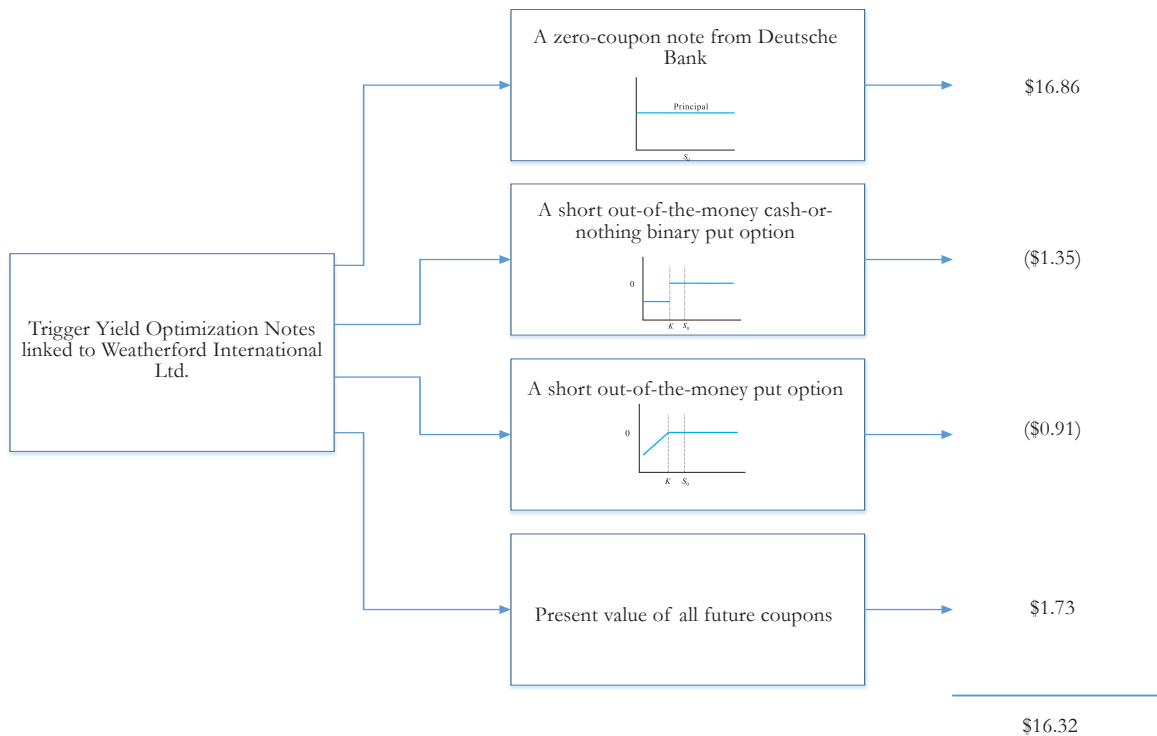 A zero-coupon note from Deutsche
Bank
Principal
S₀
$16.86
A short out-of-the-money cash-or-
nothing binary put option
0
K S₀
($1.35)
Trigger Yield Optimization Notes
linked to Weatherford International
Ltd.
A short out-of-the-money put option
0
K S₀
($0.91)
Present value of all future coupons
$1.73
$16.32